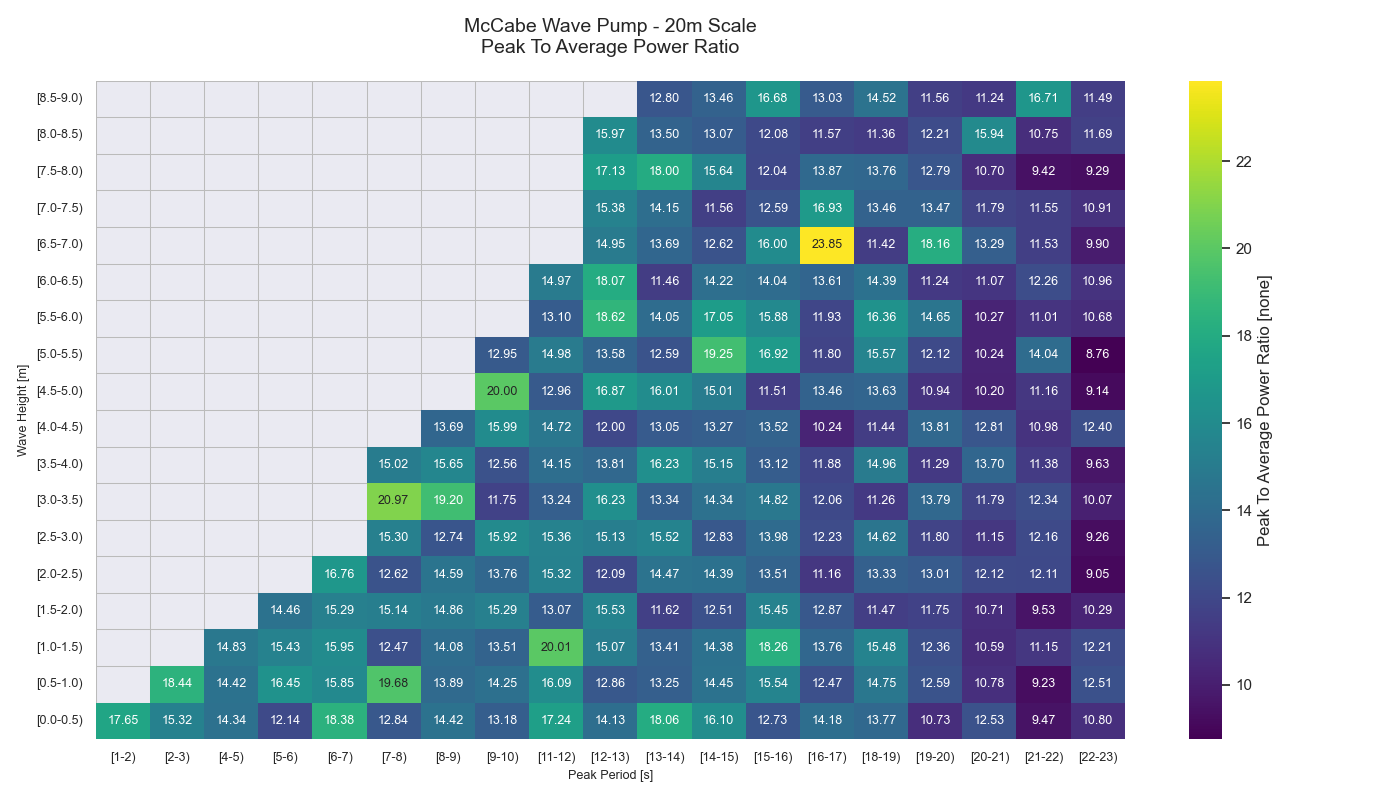 McCabe Wave Pump - 20m Scale
Peak To Average Power Ratio
[8.5-9.0) 12.80 13.46 16.68 13.03 14.52 11.56 11.24 16.71 11.49
[8.0-8.5) 15.97 13.50 13.07 12.08 11.57 11.36 12.21 15.94 10.75 11.69
[7.5-8.0) 17.13 18.00 15.64 12.04 13.87 13.76 12.79 10.70 9.42 9.29
[7.0-7.5) 15.38 14.15 11.56 12.59 16.93 13.46 13.47 11.79 11.55 10.91
[6.5-7.0) 14.95 13.69 12.62 16.00 23.85 11.42 18.16 13.29 11.53 9.90
[6.0-6.5) 14.97 18.07 11.46 14.22 14.04 13.61 14.39 11.24 11.07 12.26 10.96
[5.5-6.0) 13.10 18.62 14.05 17.05 15.88 11.93 16.36 14.65 10.27 11.01 10.68
[5.0-5.5) 12.95 14.98 13.58 12.59 19.25 16.92 11.80 15.57 12.12 10.24 14.04 8.76
[4.5-5.0) 20.00 12.96 16.87 16.01 15.01 11.51 13.46 13.63 10.94 10.20 11.16 9.14
[4.0-4.5) 13.69 15.99 14.72 12.00 13.05 13.27 13.52 10.24 11.44 13.81 12.81 10.98 12.40
[3.5-4.0) 15.02 15.65 12.56 14.15 13.81 16.23 15.15 13.12 11.88 14.96 11.29 13.70 11.38 9.63
[3.0-3.5) 20.97 19.20 11.75 13.24 16.23 13.34 14.34 14.82 12.06 11.26 13.79 11.79 12.34 10.07
[2.5-3.0) 15.30 12.74 15.92 15.36 15.13 15.52 12.83 13.98 12.23 14.62 11.80 11.15 12.16 9.26
[2.0-2.5) 16.76 12.62 14.59 13.76 15.32 12.09 14.47 14.39 13.51 11.16 13.33 13.01 12.12 12.11 9.05
[1.5-2.0) 14.46 15.29 15.14 14.86 15.29 13.07 15.53 11.62 12.51 15.45 12.87 11.47 11.75 10.71 9.53 10.29
[1.0-1.5) 14.83 15.43 15.95 12.47 14.08 13.51 20.01 15.07 13.41 14.38 18.26 13.76 15.48 12.36 10.59 11.15 12.21
[0.5-1.0) 18.44 14.42 16.45 15.85 19.68 13.89 14.25 16.09 12.86 13.25 14.45 15.54 12.47 14.75 12.59 10.78 9.23 12.51
[0.0-0.5) 17.65 15.32 14.34 12.14 18.38 12.84 14.42 13.18 17.24 14.13 18.06 16.10 12.73 14.18 13.77 10.73 12.53 9.47 10.80
[1-2) [2-3) [4-5) [5-6) [6-7) [7-8) [8-9) [9-10) [11-12) [12-13) [13-14) [14-15) [15-16) [16-17) [18-19) [19-20) [20-21) [21-22) [22-23)
Peak Period [s]
Wave Height [m]
22
20
18
16
14
12
10
Peak To Average Power Ratio [none]